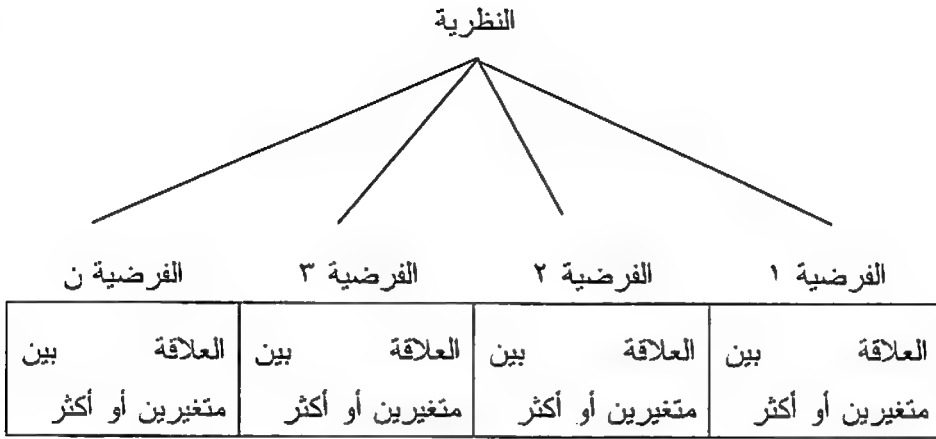 النظرية
الفرضية ١ الفرضية ٢ الفرضية ٣ الفرضية ن
العلاقة بين العلاقة بين العلاقة بين العلاقة بين
متغيرين أو أكثر متغيرين أو أكثر متغيرين أو أكثر متغيرين أو أكثر